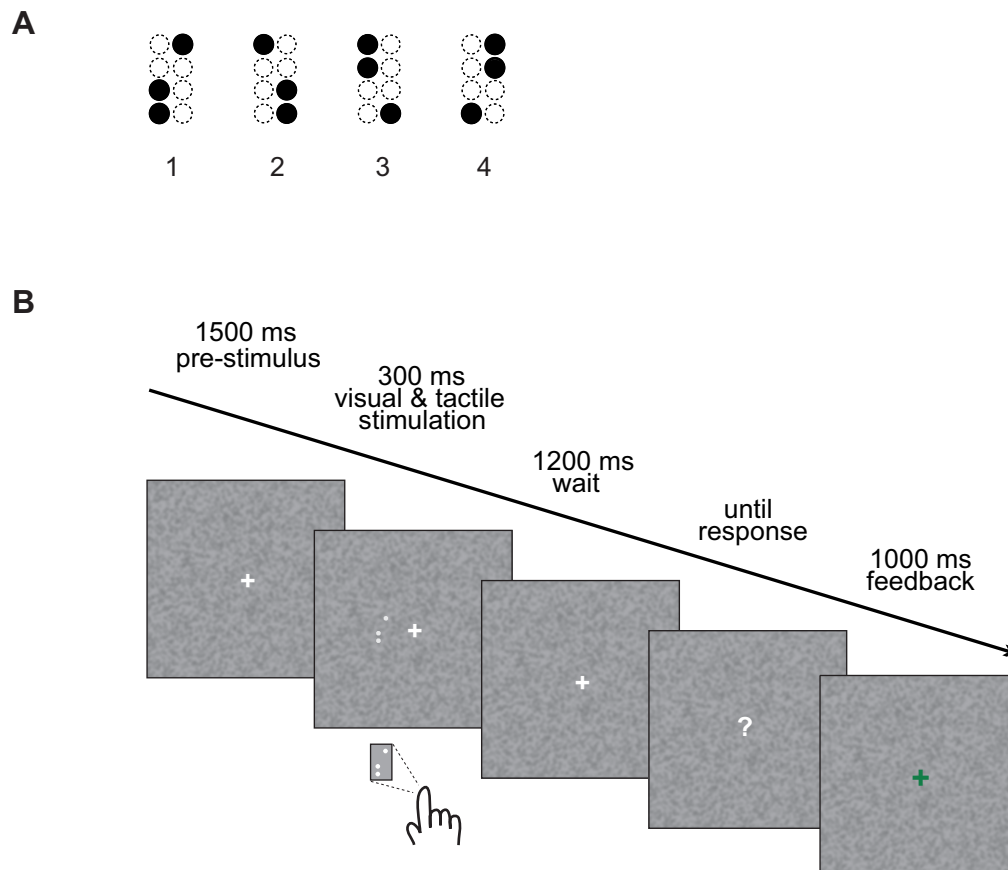 A
1 2 3 4
B
1500 ms
pre-stimulus
300 ms
visual & tactile
stimulation
1200 ms
wait
until
response
1000 ms
feedback
?